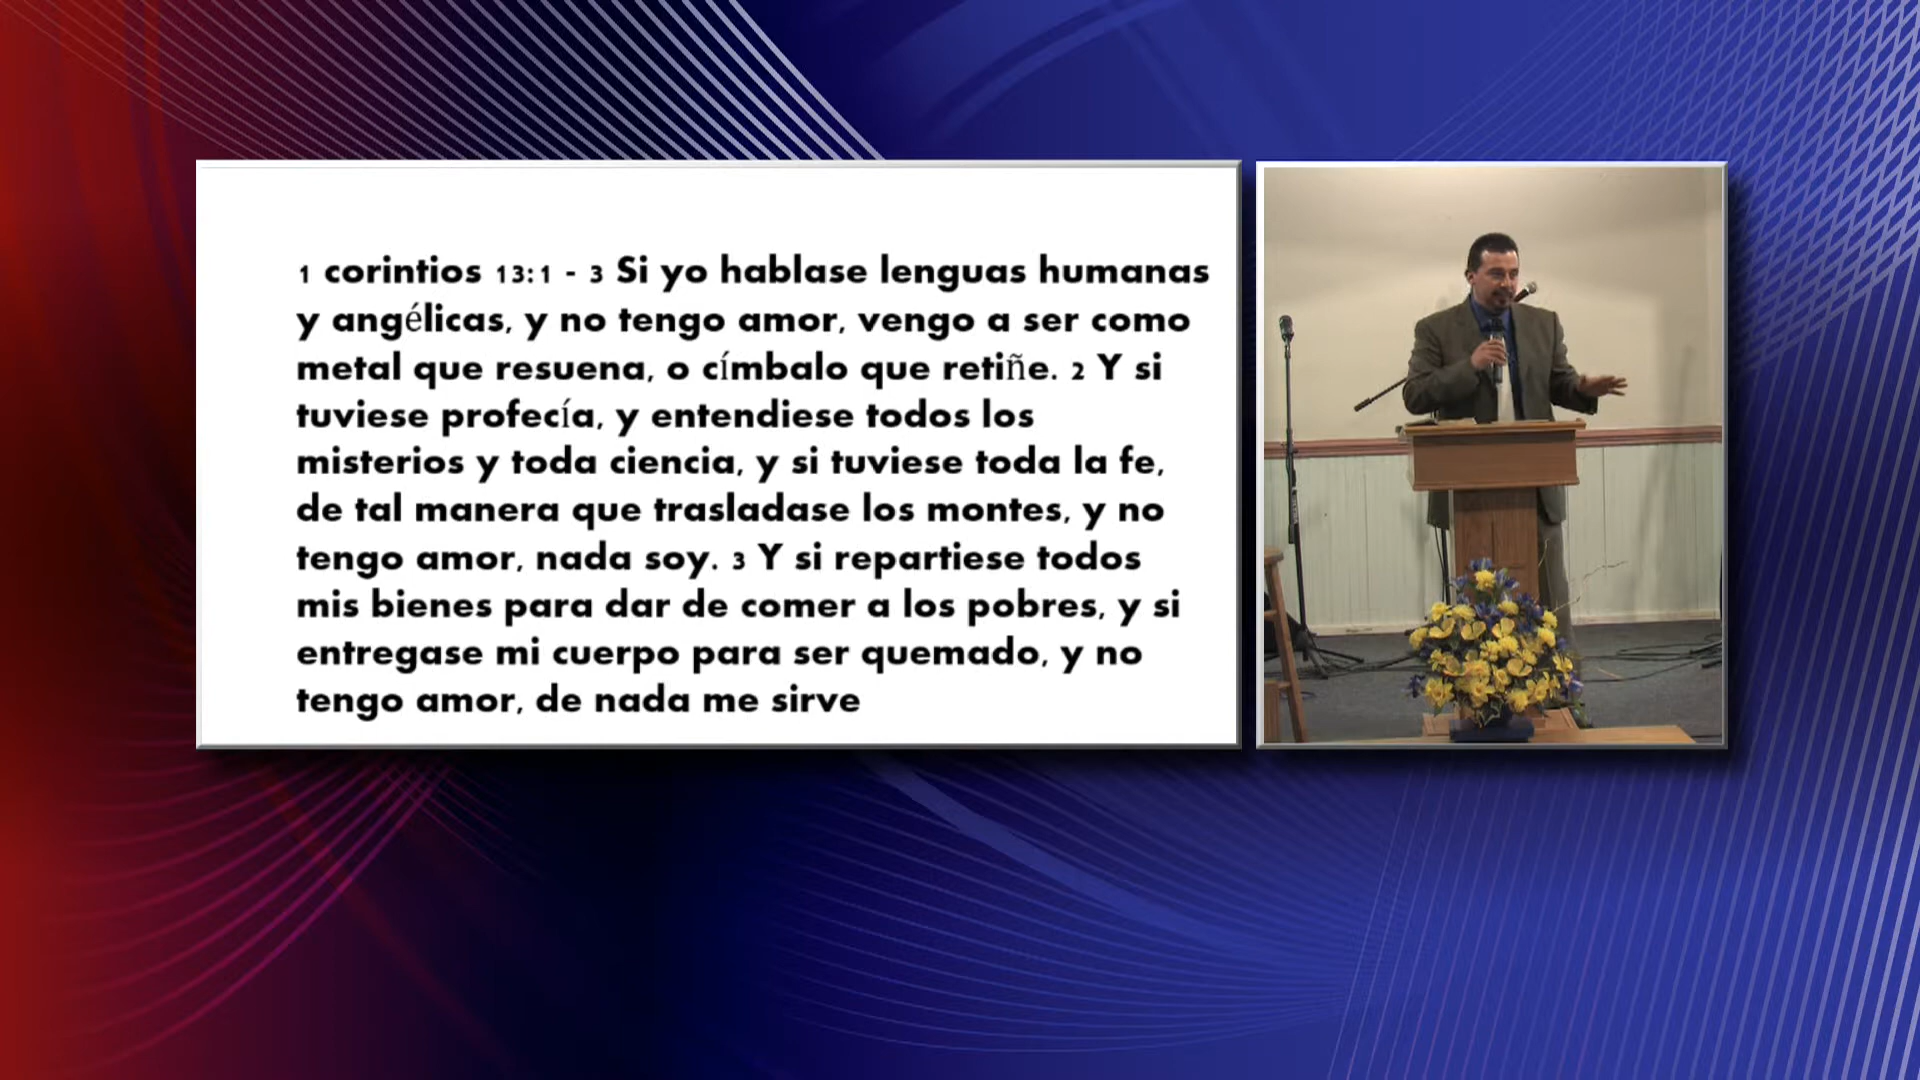 1 corintios 13:1 - 3 Si yo hablase lenguas humanas
y angélicas, y no tengo amor, vengo a ser como
metal que resuena, o címbalo que retiñe. 2 Y si
tuviese profecía, y entendiese todos los
misterios y toda ciencia, y si tuviese toda la fe,
de tal manera que trasladase los montes, y no
tengo amor, nada soy. 3 Y si repartiese todos
mis bienes para dar de comer a los pobres, y si
entregase mi cuerpo para ser quemado, y no
tengo amor, de nada me sirve